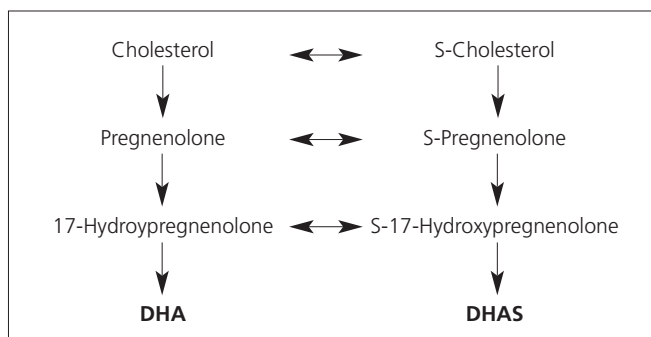 Cholesterol S-Cholesterol
Pregnenolone S-Pregnenolone
17-Hydroypregnenolone S-17-Hydroxypregnenolone
DHA DHAS